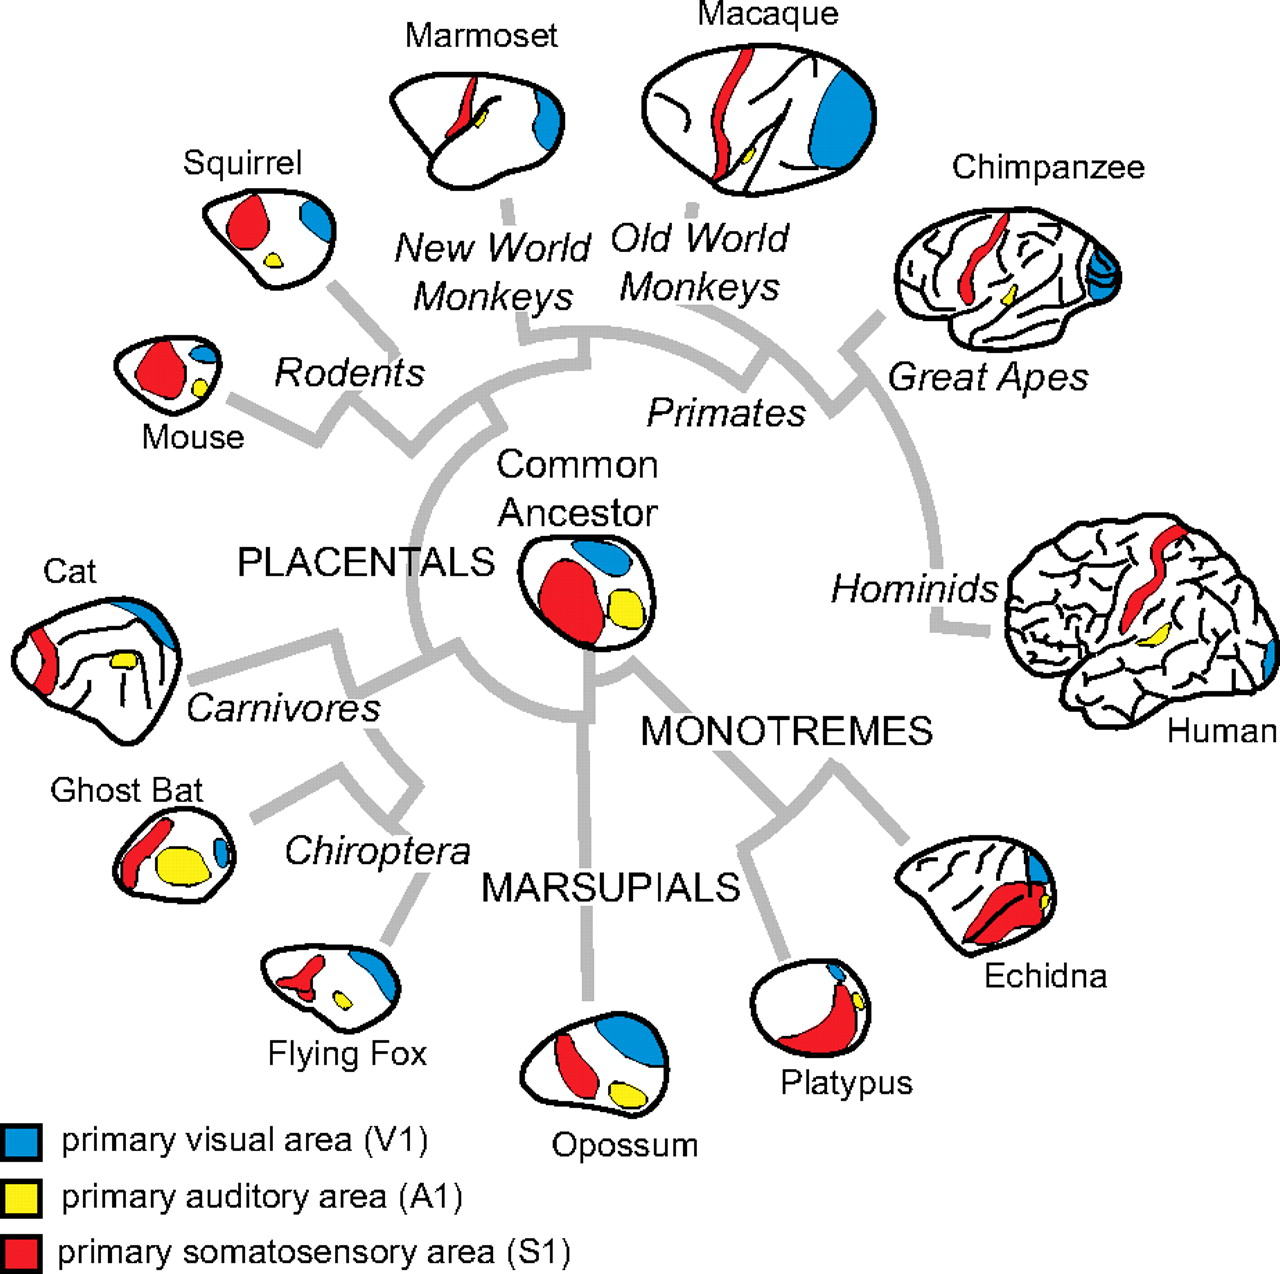 Macaque
Marmoset
Squirrel
Chimpanzee
New World
Monkeys
Old World
Monkeys
Rodents
Great Apes
Primates
Mouse
Common
Ancestor
PLACENTALS
Cat
Hominids
Carnivores
MONOTREMES
Human
Ghost Bat
Chiroptera
MARSUPIALS
Echidna
Flying Fox
Platypus
Opossum
primary visual area (V1)
primary auditory area (A1)
primary somatosensory area (S1)